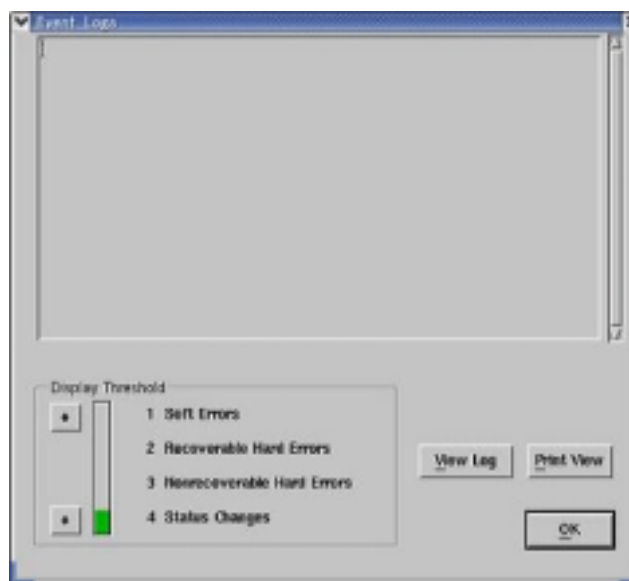 Event Logs
Display Threshold
1 Soft Errors
2 Recoverable Hard Errors
3 Nonrecoverable Hard Errors
4 Status Changes
View Log
Print View
OK